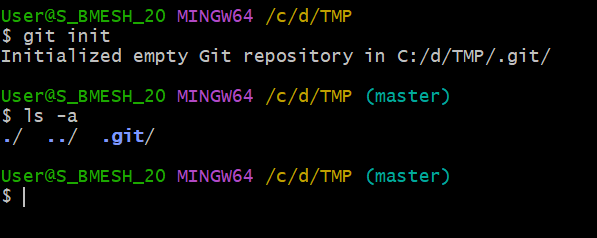 User@S_BMESH_20 MINGW64 /c/d/TMP
$ git init
Initialized empty Git repository in C:/d/TMP/.git/
User@S_BMESH_20 MINGW64 /c/d/TMP (master)
$ ls -a
./  ../  .git/
User@S_BMESH_20 MINGW64 /c/d/TMP (master)
$